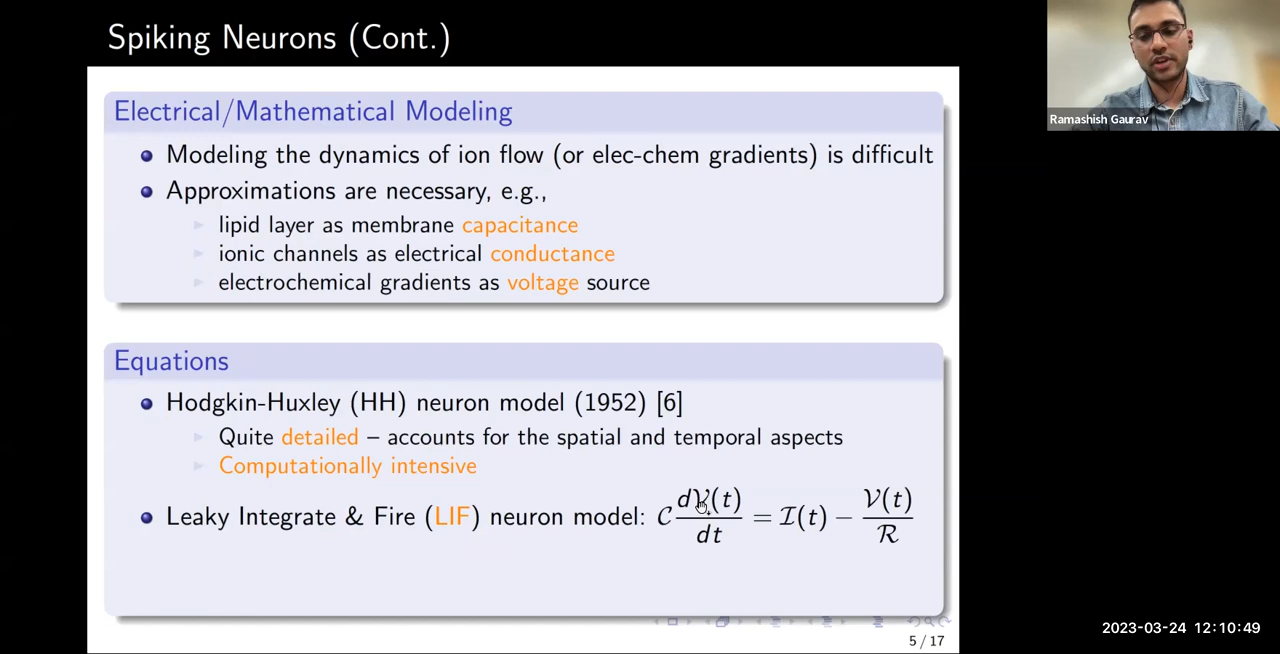 Spiking Neurons (Cont.)
Ramashish Gaurav
Electrical/Mathematical Modeling
Modeling the dynamics of ion flow (or elec-chem gradients) is difficult
Approximations are necessary, e.g.,
lipid layer as membrane capacitance
ionic channels as electrical conductance
electrochemical gradients as voltage source
Equations
Hodgkin-Huxley (HH) neuron model (1952) [6]
Quite detailed – accounts for the spatial and temporal aspects
Computationally intensive
Leaky Integrate & Fire (LIF) neuron model: C dV(t)/dt = I(t) − V(t)/R
5 / 17
2023-03-24 12:10:49